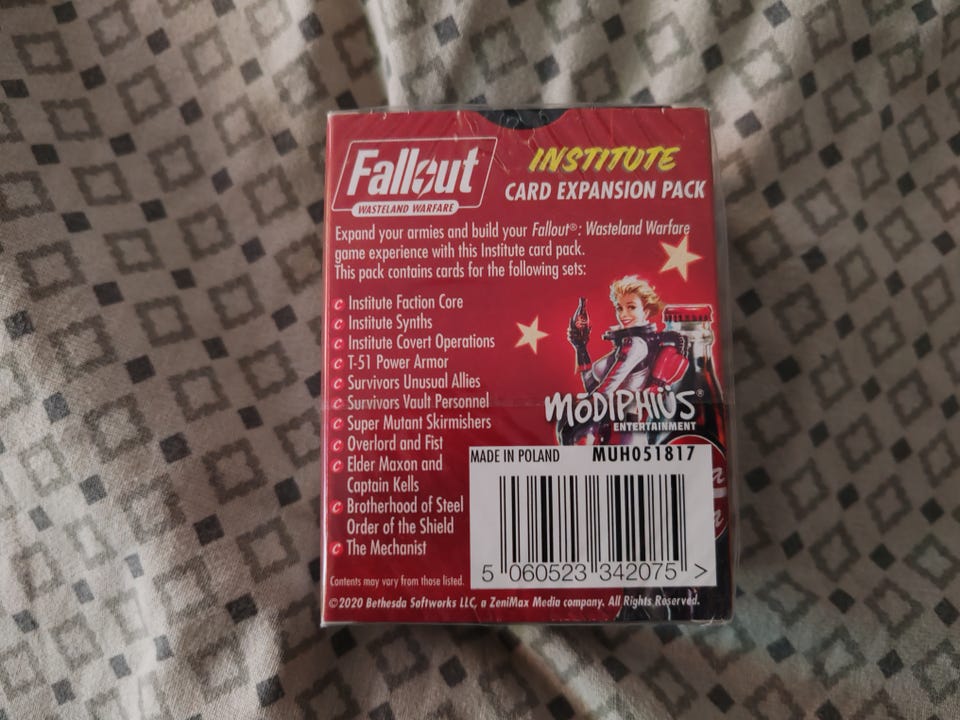 Fallout
WASTELAND WARFARE
INSTITUTE
CARD EXPANSION PACK
Expand your armies and build your Fallout®: Wasteland Warfare
game experience with this Institute card pack.
This pack contains cards for the following sets:
Institute Faction Core
Institute Synths
Institute Covert Operations
T-51 Power Armor
Survivors Unusual Allies
Survivors Vault Personnel
Super Mutant Skirmishers
Overlord and Fist
Elder Maxon and
Captain Kells
Brotherhood of Steel
Order of the Shield
The Mechanist
MōDIPHIÜS®
ENTERTAINMENT
MADE IN POLAND MUH051817
5 060523 342075 >
Contents may vary from those listed.
©2020 Bethesda Softworks LLC, a ZeniMax Media company. All Rights Reserved.